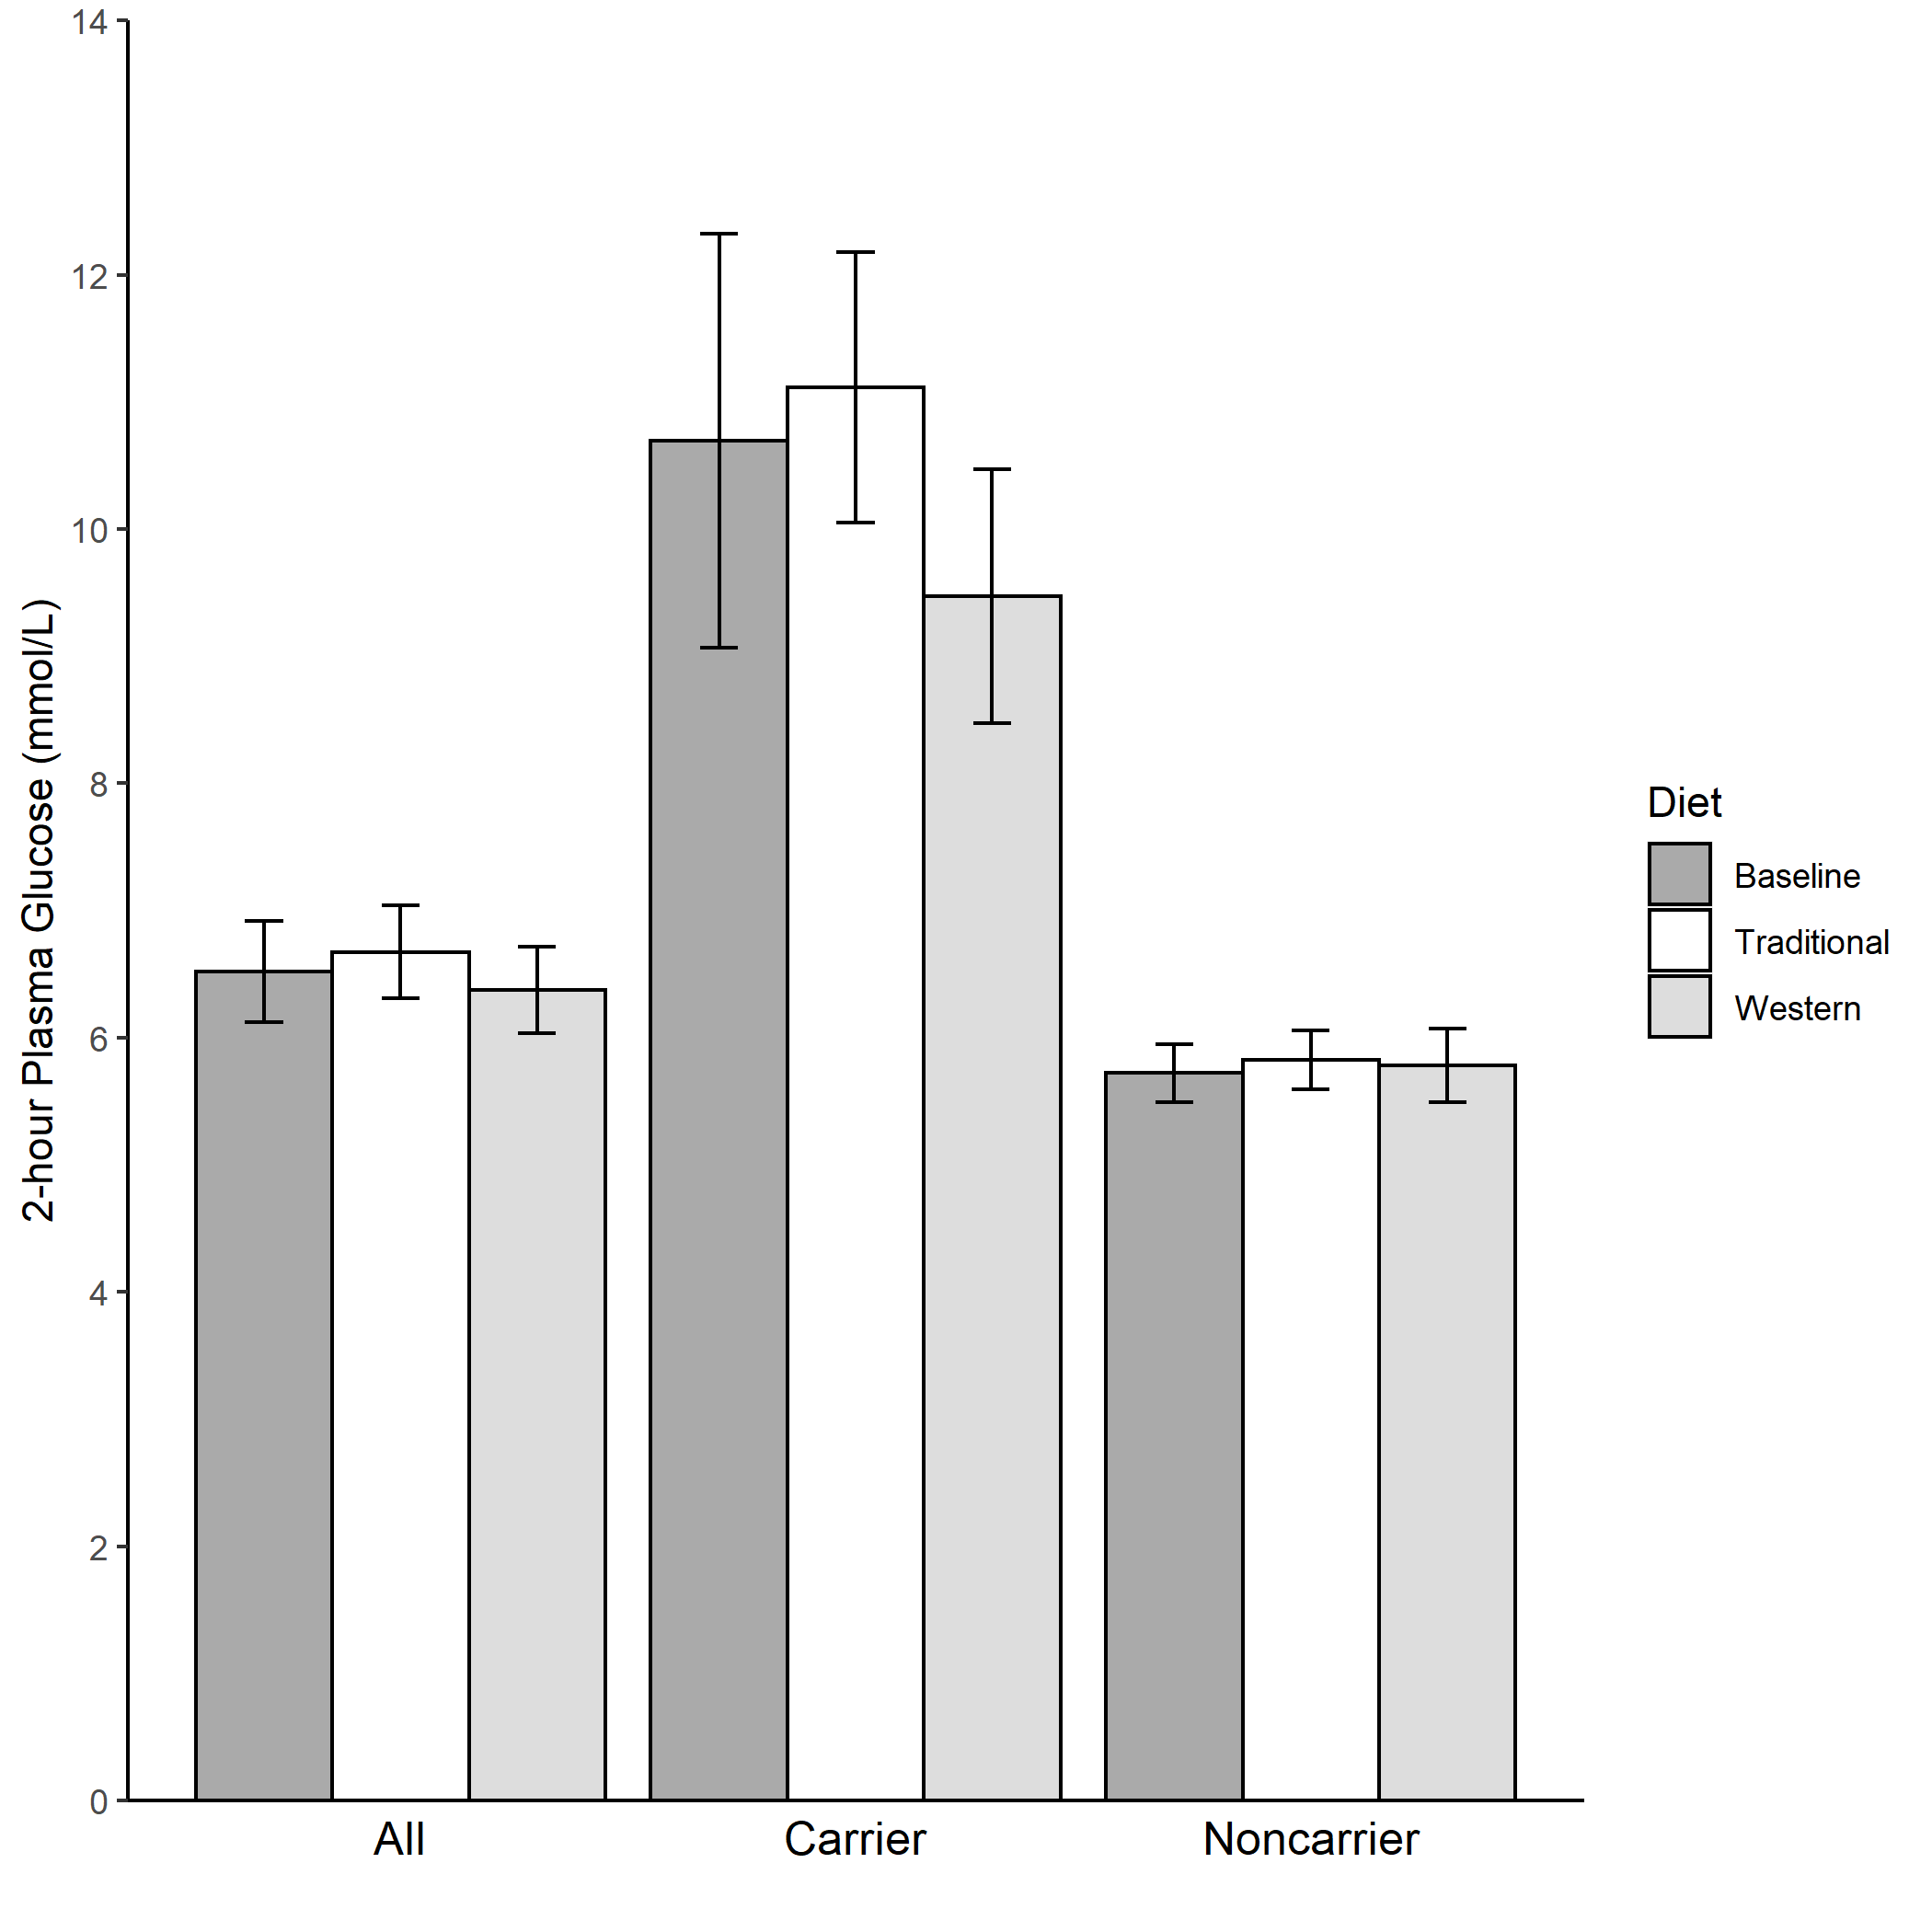 14
12
10
8
6
4
2
0
2-hour Plasma Glucose (mmol/L)
All
Carrier
Noncarrier
Diet
Baseline
Traditional
Western